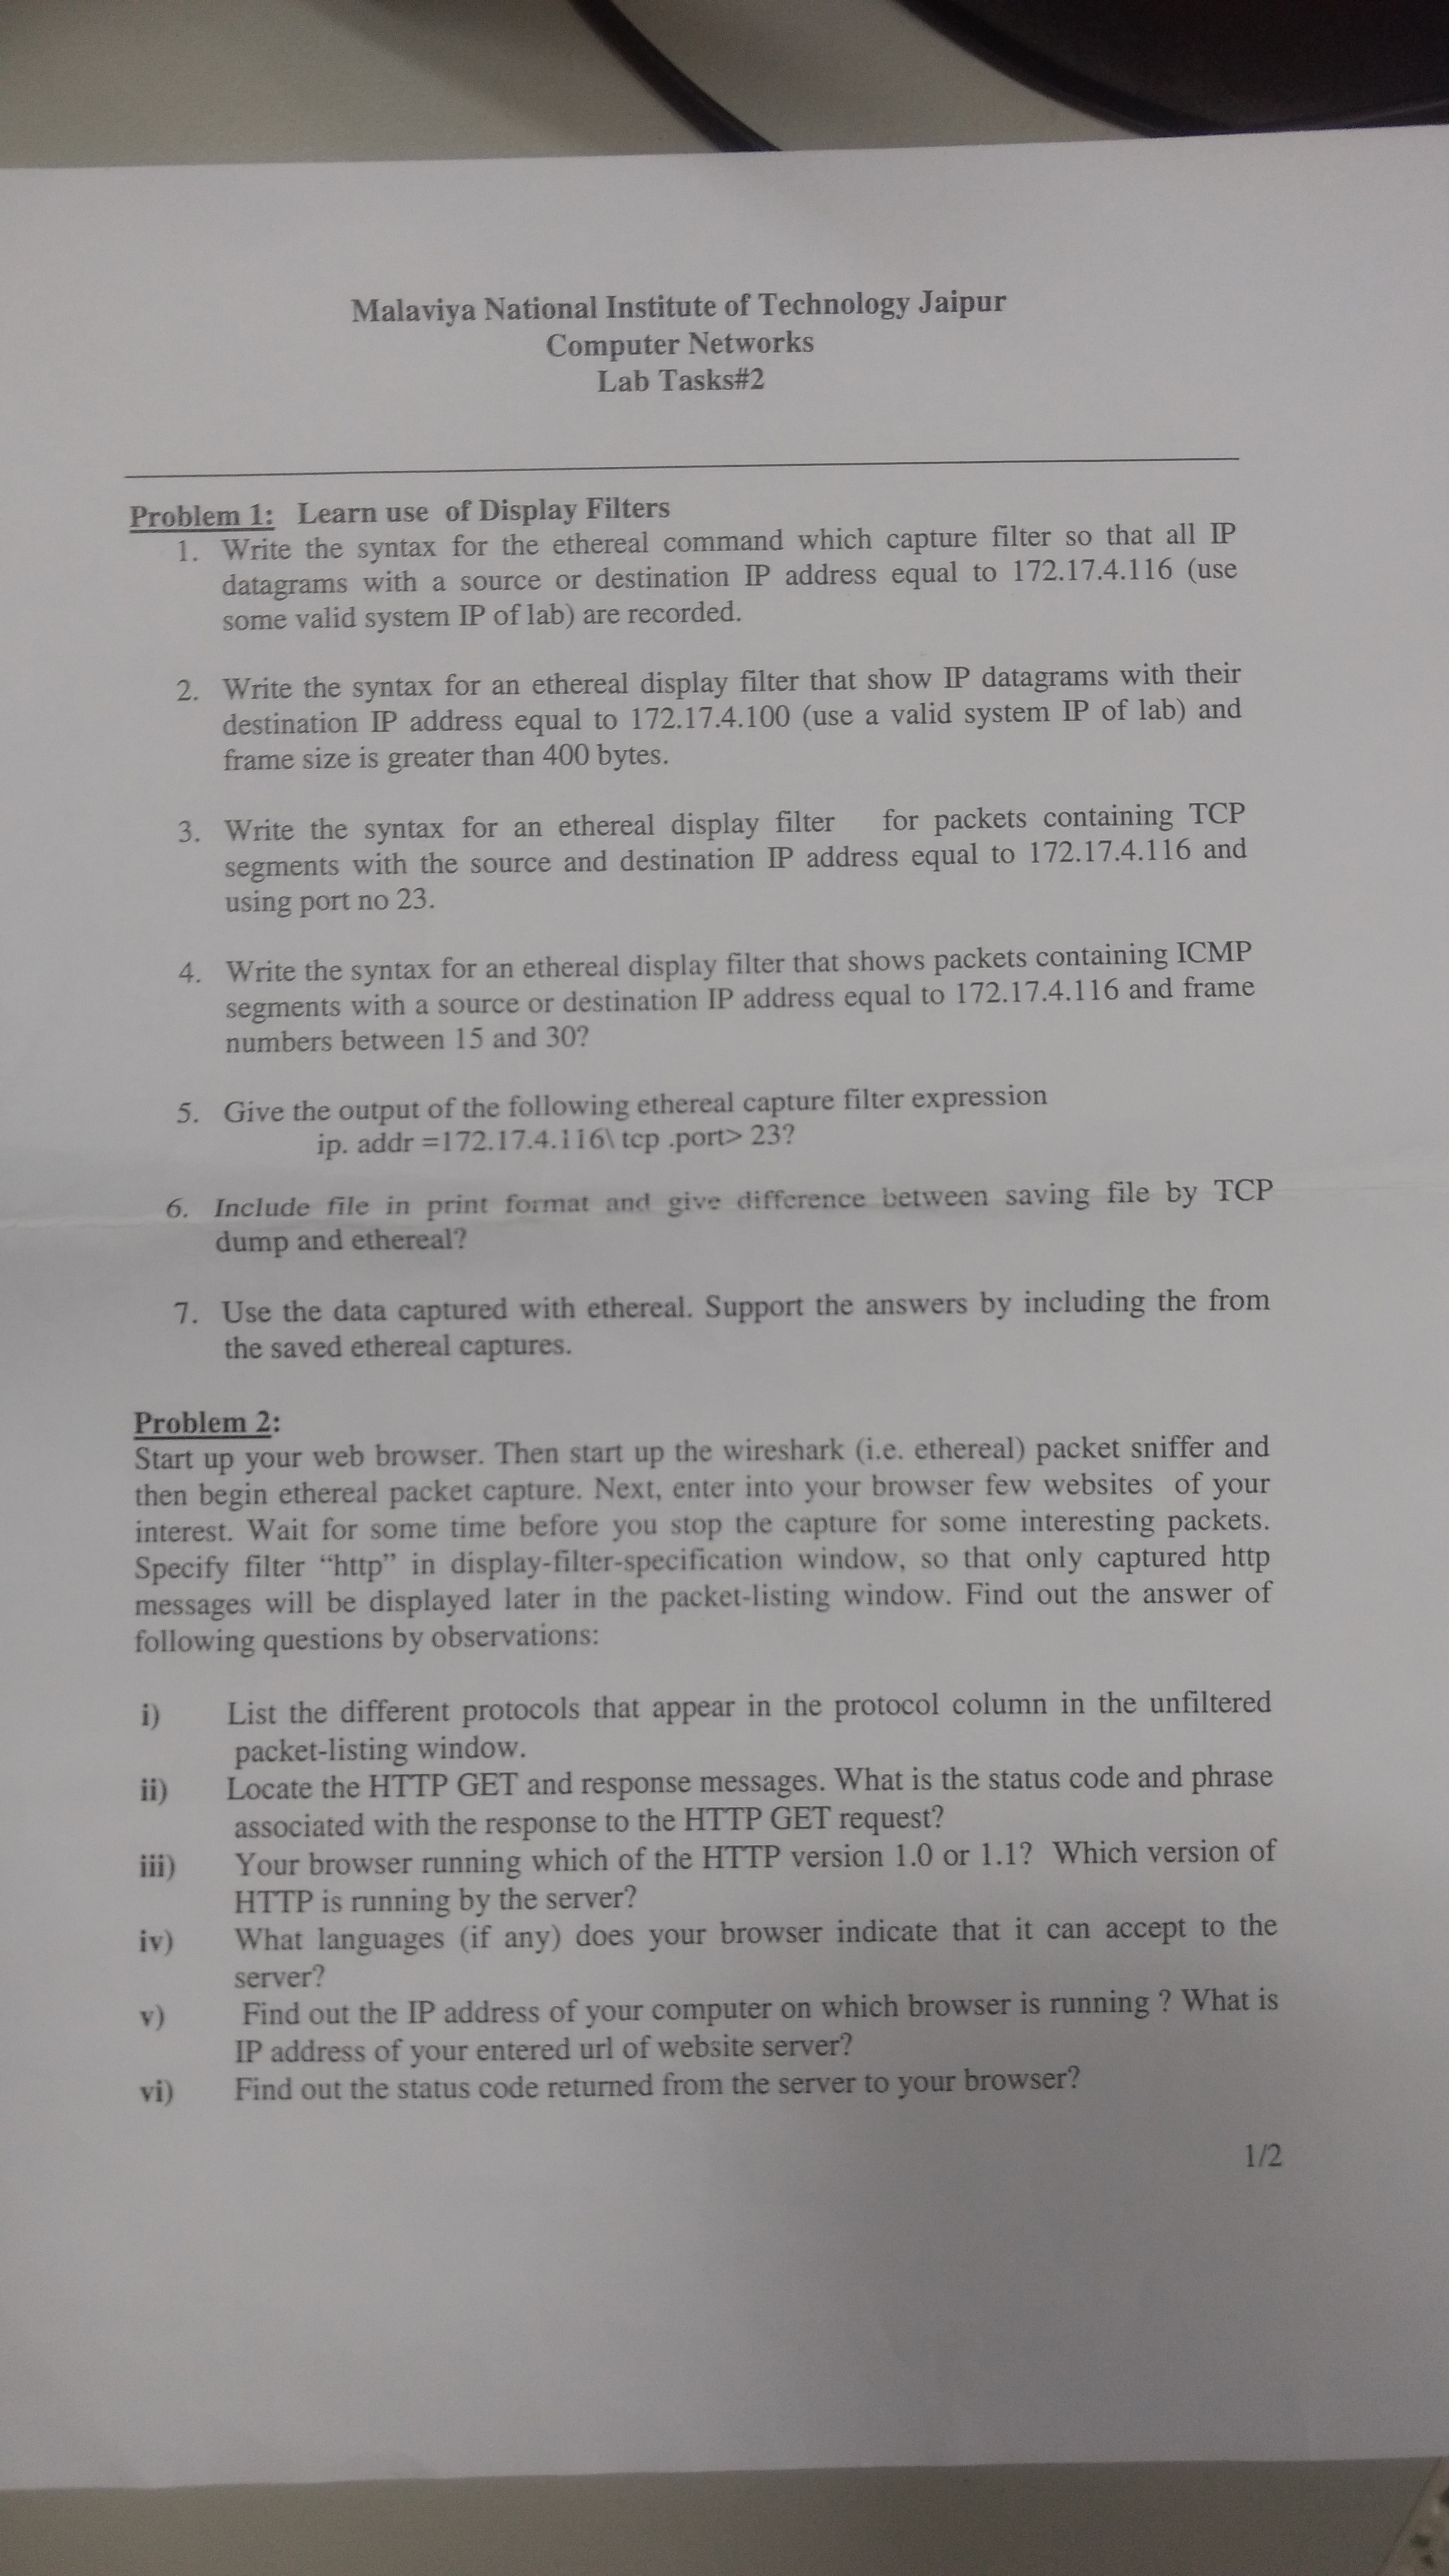 Malaviya National Institute of Technology Jaipur
Computer Networks
Lab Tasks#2
Problem 1: Learn use of Display Filters
1. Write the syntax for the ethereal command which capture filter so that all IP
datagrams with a source or destination IP address equal to 172.17.4.116 (use
some valid system IP of lab) are recorded.
2. Write the syntax for an ethereal display filter that show IP datagrams with their
destination IP address equal to 172.17.4.100 (use a valid system IP of lab) and
frame size is greater than 400 bytes.
3. Write the syntax for an ethereal display filter for packets containing TCP
segments with the source and destination IP address equal to 172.17.4.116 and
using port no 23.
4. Write the syntax for an ethereal display filter that shows packets containing ICMP
segments with a source or destination IP address equal to 172.17.4.116 and frame
numbers between 15 and 30?
5. Give the output of the following ethereal capture filter expression
ip. addr =172.17.4.116\ tcp .port> 23?
6. Include file in print format and give difference between saving file by TCP
dump and ethereal?
7. Use the data captured with ethereal. Support the answers by including the from
the saved ethereal captures.
Problem 2:
Start up your web browser. Then start up the wireshark (i.e. ethereal) packet sniffer and
then begin ethereal packet capture. Next, enter into your browser few websites of your
interest. Wait for some time before you stop the capture for some interesting packets.
Specify filter “http” in display-filter-specification window, so that only captured http
messages will be displayed later in the packet-listing window. Find out the answer of
following questions by observations:
i) List the different protocols that appear in the protocol column in the unfiltered
packet-listing window.
ii) Locate the HTTP GET and response messages. What is the status code and phrase
associated with the response to the HTTP GET request?
iii) Your browser running which of the HTTP version 1.0 or 1.1? Which version of
HTTP is running by the server?
iv) What languages (if any) does your browser indicate that it can accept to the
server?
v) Find out the IP address of your computer on which browser is running ? What is
IP address of your entered url of website server?
vi) Find out the status code returned from the server to your browser?
1/2